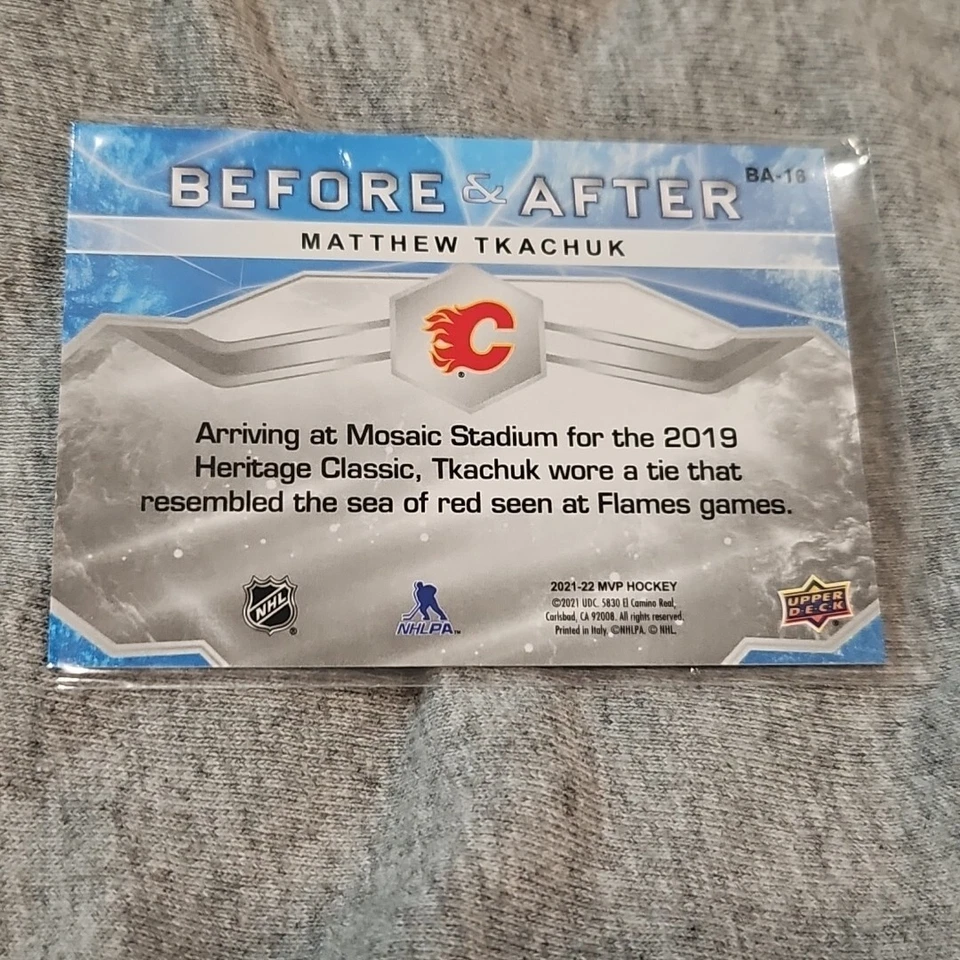 BEFORE & AFTER
BA-18
MATTHEW TKACHUK
C
®
Arriving at Mosaic Stadium for the 2019
Heritage Classic, Tkachuk wore a tie that
resembled the sea of red seen at Flames games.
NHL
®
NHLPA™
2021-22 MVP HOCKEY
©2021 UDC. 5830 El Camino Real,
Carlsbad, CA 92008. All rights reserved.
Printed in Italy. ©NHLPA. © NHL.
UPPER
D·E·C·K